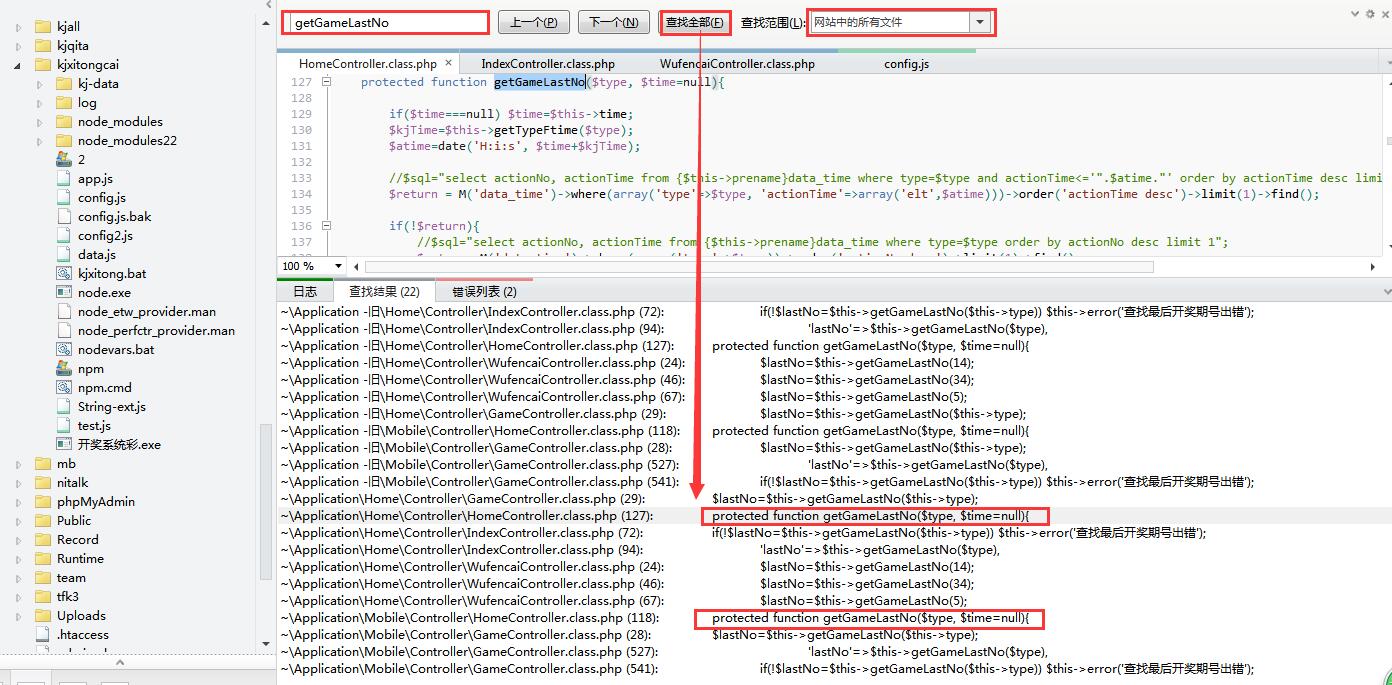 getGameLastNo 上一个(P) 下一个(N) 查找全部(F) 查找范围(L): 网站中的所有文件
kjall
kjqita
kjxitongcai
kj-data
log
node_modules
node_modules22
2
app.js
config.js
config.js.bak
config2.js
data.js
kjxitong.bat
node.exe
node_etw_provider.man
node_perfctr_provider.man
nodevars.bat
npm
npm.cmd
String-ext.js
test.js
开奖系统彩.exe
mb
nitalk
phpMyAdmin
Public
Record
Runtime
team
tfk3
Uploads
.htaccess
HomeController.class.php × IndexController.class.php WufencaiController.class.php config.js
127 protected function getGameLastNo($type, $time=null){
128
129 if($time===null) $time=$this->time;
130 $kjTime=$this->getTypeFtime($type);
131 $atime=date('H:i:s', $time+$kjTime);
132
133 //$sql="select actionNo, actionTime from {$this->prename}data_time where type=$type and actionTime<='".$atime."' order by actionTime desc limi
134 $return = M('data_time')->where(array('type'=>$type, 'actionTime'=>array('elt',$atime)))->order('actionTime desc')->limit(1)->find();
135
136 if(!$return){
137 //$sql="select actionNo, actionTime from {$this->prename}data_time where type=$type order by actionNo desc limit 1";
100 %
日志 查找结果 (22) 错误列表 (2)
~\Application -旧\Home\Controller\IndexController.class.php (72): if(!$lastNo=$this->getGameLastNo($this->type)) $this->error('查找最后开奖期号出错');
~\Application -旧\Home\Controller\IndexController.class.php (94): 'lastNo'=>$this->getGameLastNo($type),
~\Application -旧\Home\Controller\HomeController.class.php (127): protected function getGameLastNo($type, $time=null){
~\Application -旧\Home\Controller\WufencaiController.class.php (24): $lastNo=$this->getGameLastNo(14);
~\Application -旧\Home\Controller\WufencaiController.class.php (46): $lastNo=$this->getGameLastNo(34);
~\Application -旧\Home\Controller\WufencaiController.class.php (67): $lastNo=$this->getGameLastNo(5);
~\Application -旧\Home\Controller\GameController.class.php (29): $lastNo=$this->getGameLastNo($this->type);
~\Application -旧\Mobile\Controller\HomeController.class.php (118): protected function getGameLastNo($type, $time=null){
~\Application -旧\Mobile\Controller\GameController.class.php (28): $lastNo=$this->getGameLastNo($this->type);
~\Application -旧\Mobile\Controller\GameController.class.php (527): 'lastNo'=>$this->getGameLastNo($type),
~\Application -旧\Mobile\Controller\GameController.class.php (541): if(!$lastNo=$this->getGameLastNo($this->type)) $this->error('查找最后开奖期号出错');
~\Application\Home\Controller\GameController.class.php (29): $lastNo=$this->getGameLastNo($this->type);
~\Application\Home\Controller\HomeController.class.php (127): protected function getGameLastNo($type, $time=null){
~\Application\Home\Controller\IndexController.class.php (72): if(!$lastNo=$this->getGameLastNo($this->type)) $this->error('查找最后开奖期号出错');
~\Application\Home\Controller\IndexController.class.php (94): 'lastNo'=>$this->getGameLastNo($type),
~\Application\Home\Controller\WufencaiController.class.php (24): $lastNo=$this->getGameLastNo(14);
~\Application\Home\Controller\WufencaiController.class.php (46): $lastNo=$this->getGameLastNo(34);
~\Application\Home\Controller\WufencaiController.class.php (67): $lastNo=$this->getGameLastNo(5);
~\Application\Mobile\Controller\HomeController.class.php (118): protected function getGameLastNo($type, $time=null){
~\Application\Mobile\Controller\GameController.class.php (28): $lastNo=$this->getGameLastNo($this->type);
~\Application\Mobile\Controller\GameController.class.php (527): 'lastNo'=>$this->getGameLastNo($type),
~\Application\Mobile\Controller\GameController.class.php (541): if(!$lastNo=$this->getGameLastNo($this->type)) $this->error('查找最后开奖期号出错');